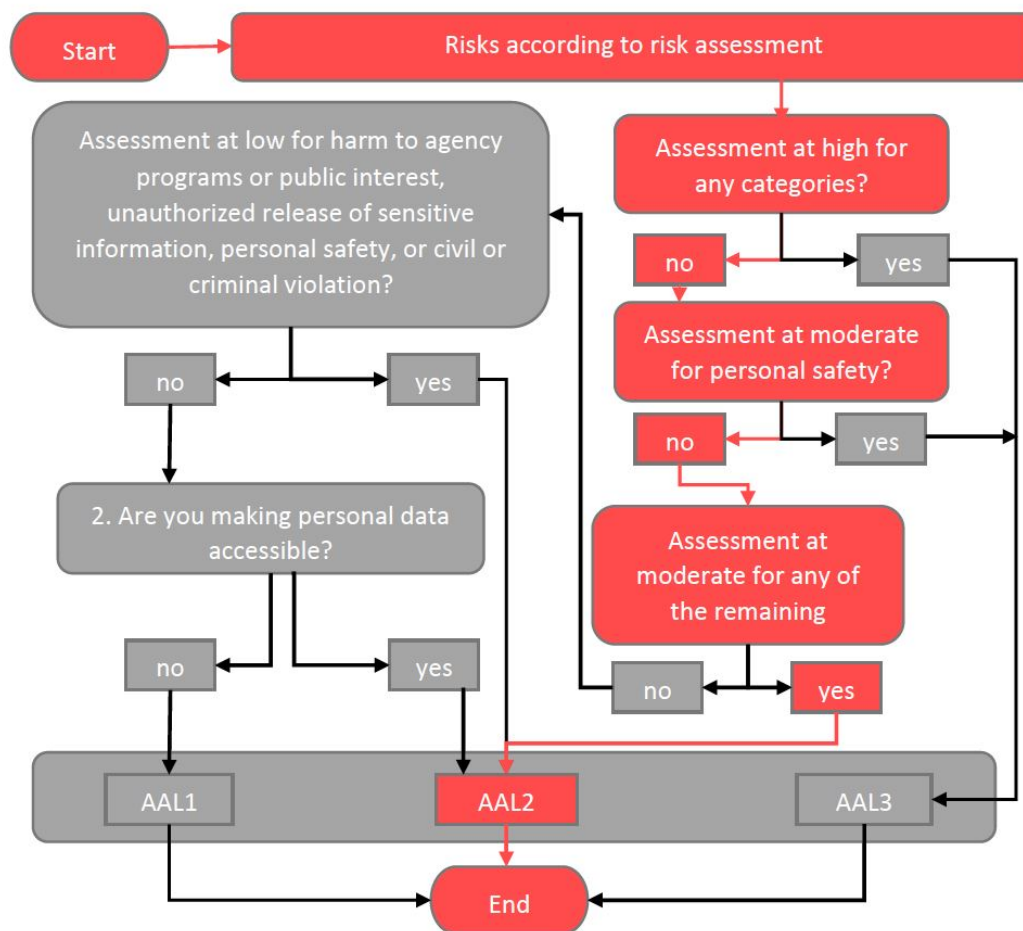 Start
Risks according to risk assessment
Assessment at low for harm to agency
programs or public interest,
unauthorized release of sensitive
information, personal safety, or civil or
criminal violation?
Assessment at high for
any categories?
no
yes
Assessment at moderate
for personal safety?
no
yes
no
yes
2. Are you making personal data
accessible?
Assessment at
moderate for any of
the remaining
no
yes
no
yes
AAL1
AAL2
AAL3
End